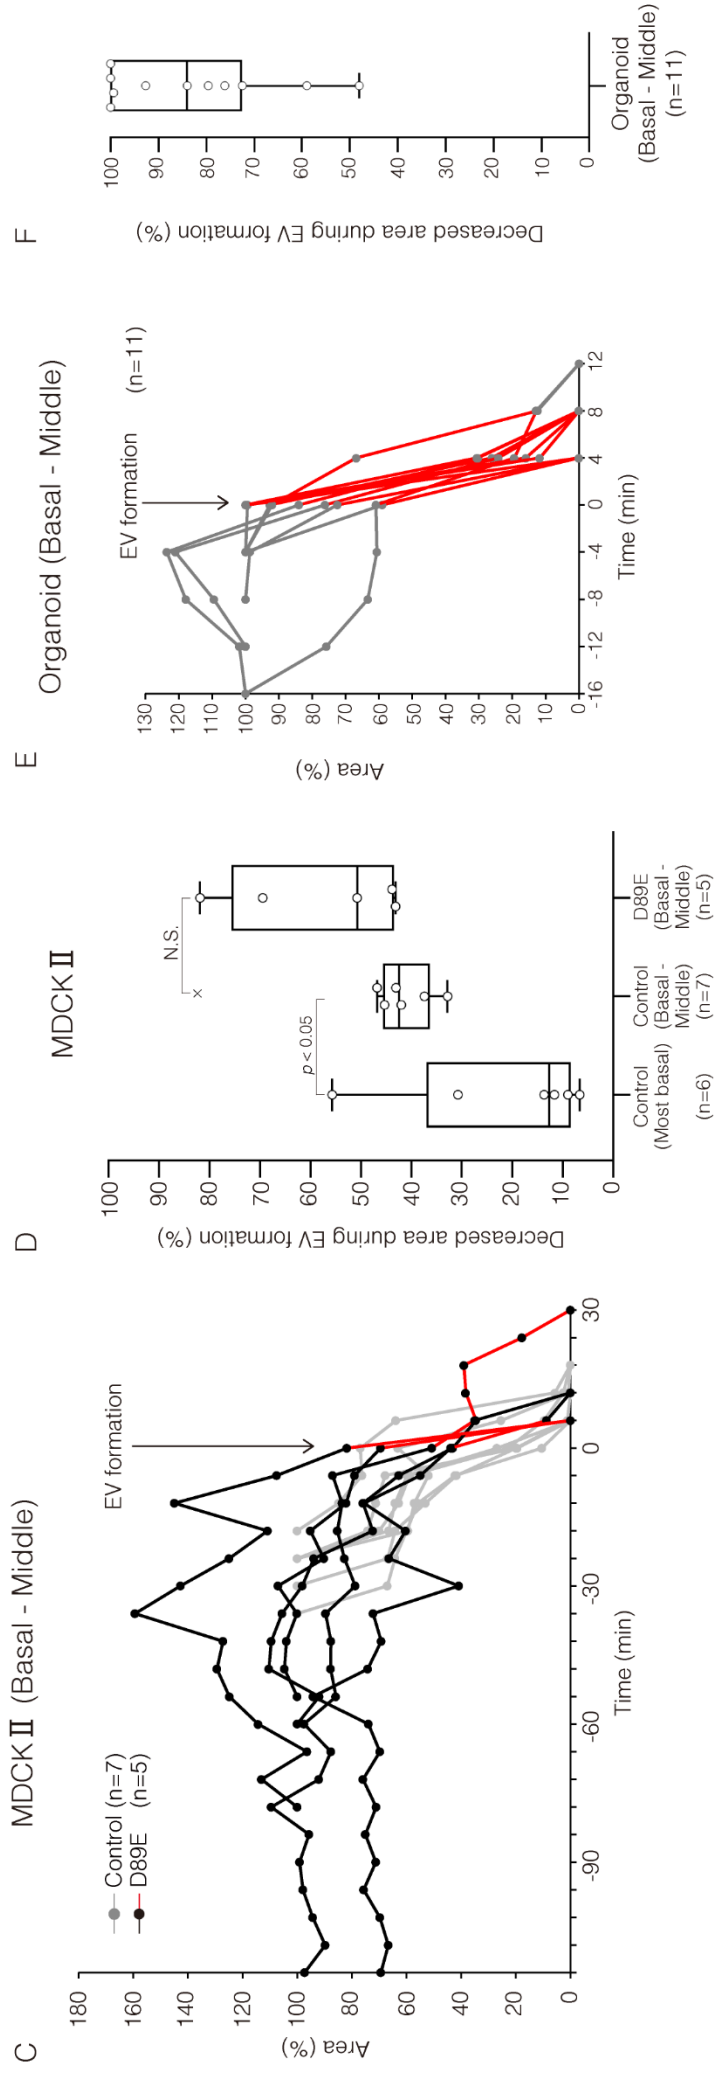 C
MDCKⅡ (Basal - Middle)
Control (n=7)
D89E (n=5)
EV formation
Area (%)
180
160
140
120
100
80
60
40
20
0
-90
-60
-30
0
30
Time (min)
D
MDCKⅡ
Decreased area during EV formation (%)
100
90
80
70
60
50
40
30
20
10
0
p < 0.05
N.S.
×
Control
(Most basal)
(n=6)
Control
(Basal -
Middle)
(n=7)
D89E
(Basal -
Middle)
(n=5)
E
Organoid (Basal - Middle)
EV formation
(n=11)
Area (%)
130
120
110
100
90
80
70
60
50
40
30
20
10
0
-16
-12
-8
-4
0
4
8
12
Time (min)
F
Decreased area during EV formation (%)
100
90
80
70
60
50
40
30
20
10
0
Organoid
(Basal - Middle)
(n=11)